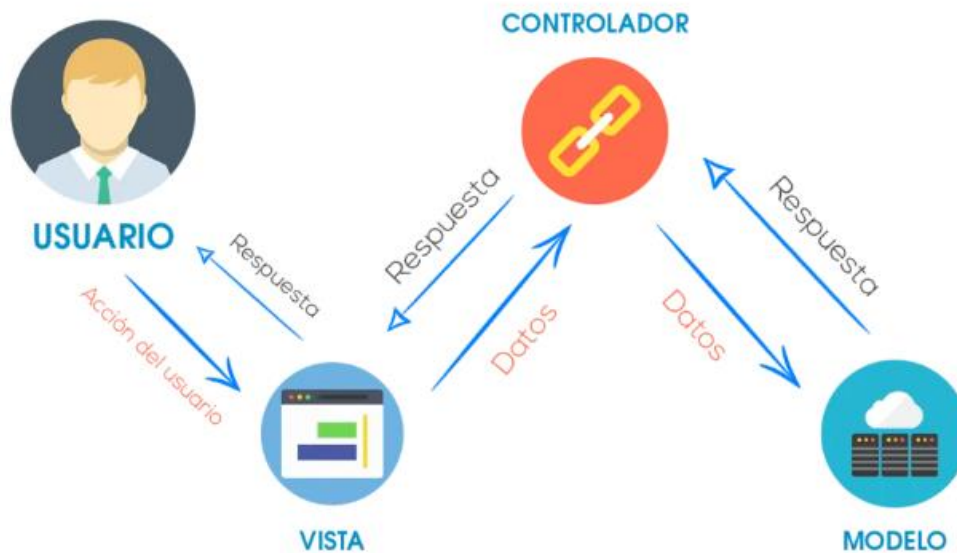 CONTROLADOR
USUARIO
Respuesta
Acción del usuario
Respuesta
Datos
Datos
Respuesta
VISTA
MODELO